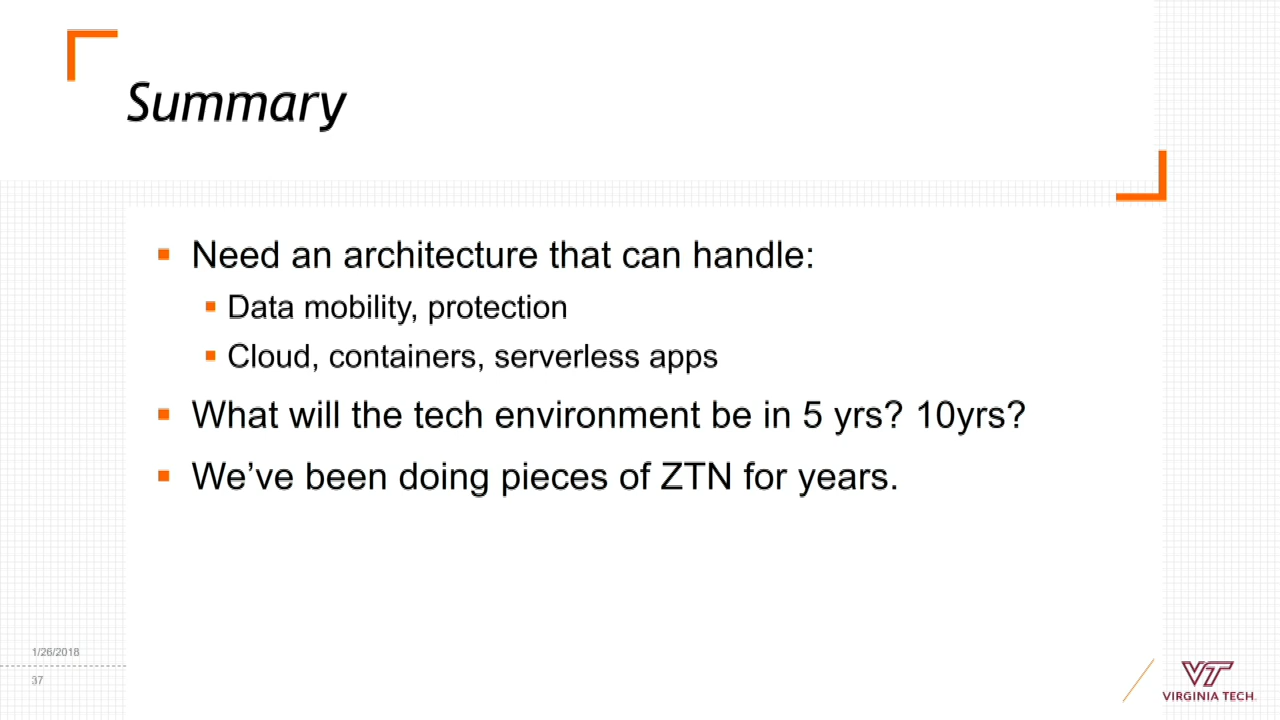 Summary
Need an architecture that can handle:
Data mobility, protection
Cloud, containers, serverless apps
What will the tech environment be in 5 yrs? 10yrs?
We’ve been doing pieces of ZTN for years.
1/26/2018
37
VT
VIRGINIA TECH